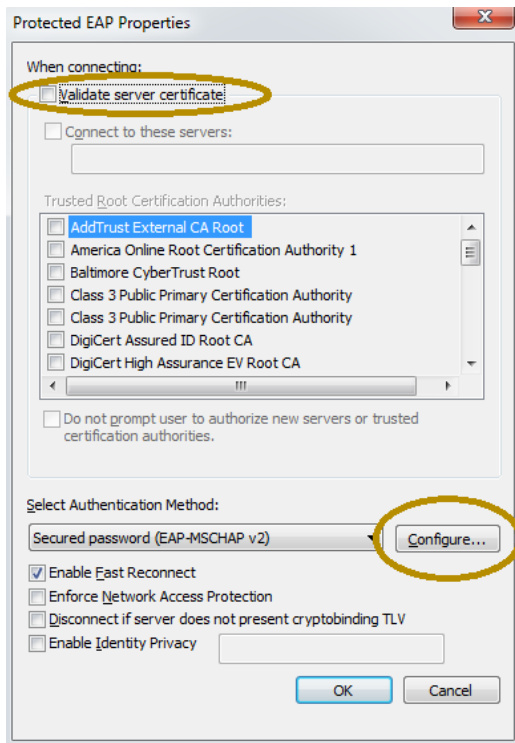 Protected EAP Properties
When connecting:
Validate server certificate
Connect to these servers:
Trusted Root Certification Authorities:
AddTrust External CA Root
America Online Root Certification Authority 1
Baltimore CyberTrust Root
Class 3 Public Primary Certification Authority
Class 3 Public Primary Certification Authority
DigiCert Assured ID Root CA
DigiCert High Assurance EV Root CA
Do not prompt user to authorize new servers or trusted
certification authorities.
Select Authentication Method:
Secured password (EAP-MSCHAP v2) Configure...
Enable Fast Reconnect
Enforce Network Access Protection
Disconnect if server does not present cryptobinding TLV
Enable Identity Privacy
OK Cancel